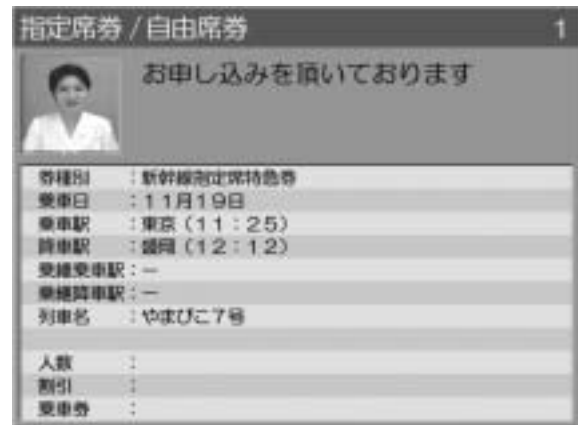 指定席券 / 自由席券 1
お申し込みを頂いております
券種別 :新幹線指定席特急券
乗車日 :11月19日
乗車駅 :東京(11:25)
降車駅 :盛岡(12:12)
乗継乗車駅:ー
乗継降車駅:ー
列車名 :やまびこ7号
人数 :
割引 :
乗車券 :